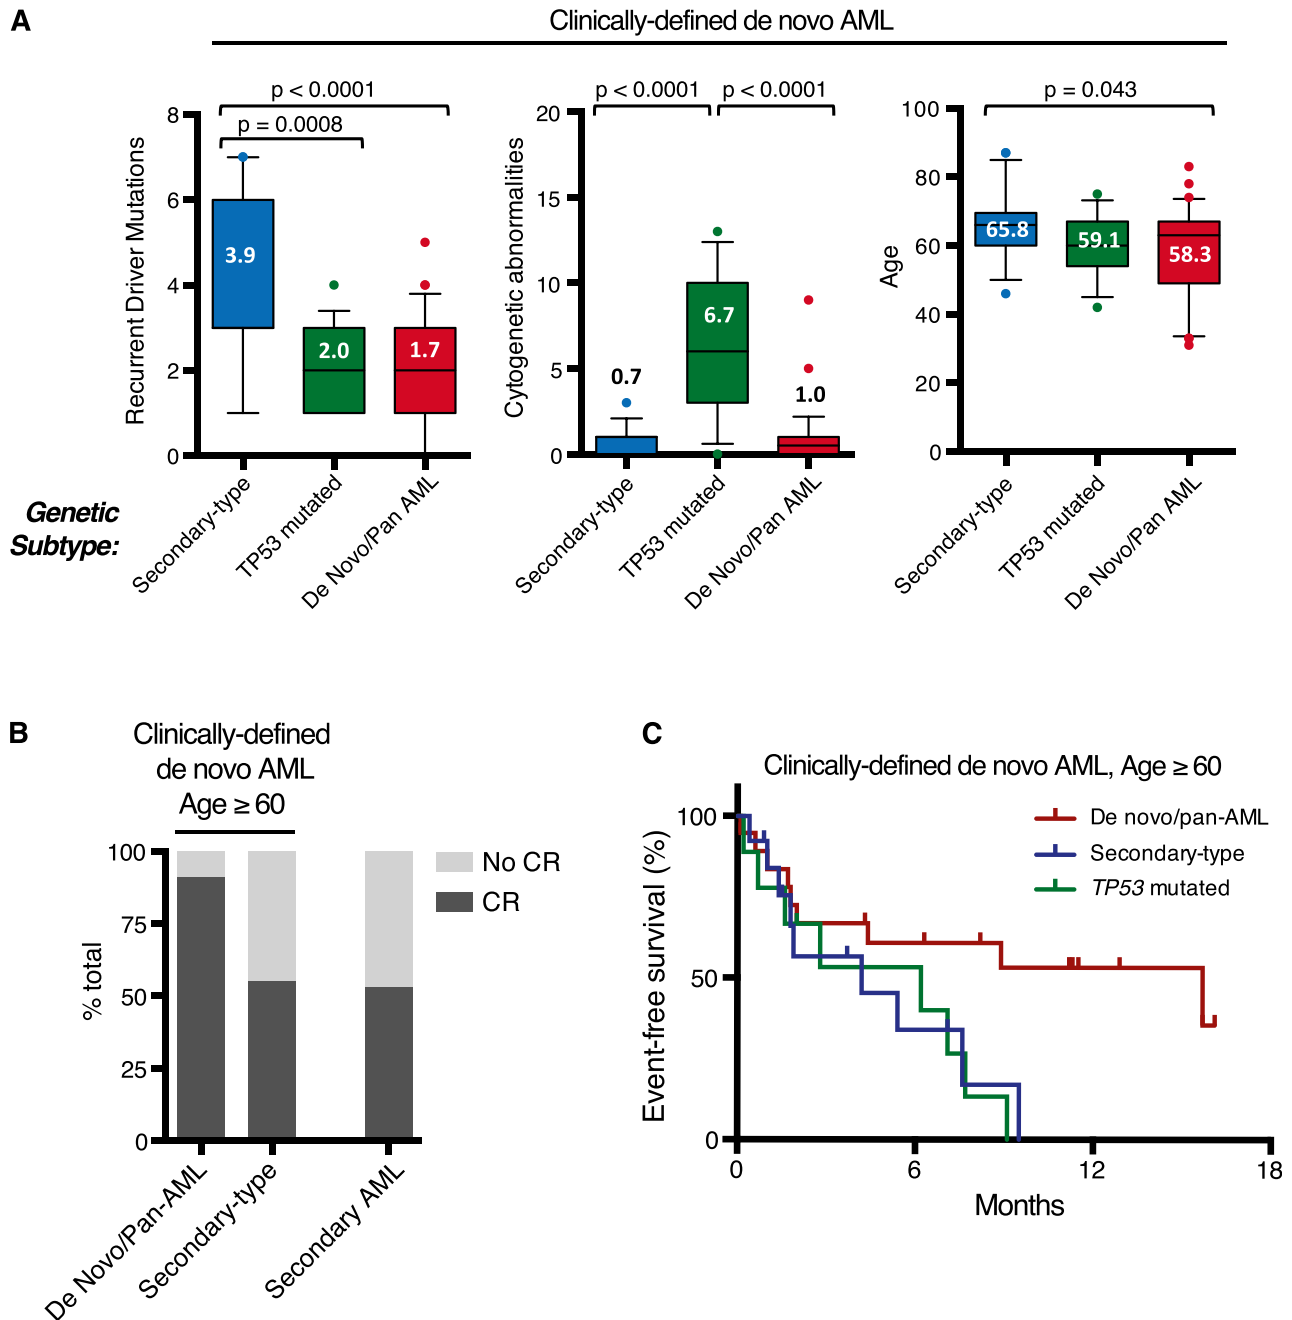 A
Clinically-defined de novo AML
p < 0.0001
p = 0.0008
8
6
4
2
0
Recurrent Driver Mutations
3.9
2.0
1.7
Secondary-type
TP53 mutated
De Novo/Pan AML
p < 0.0001
p < 0.0001
20
15
10
5
0
Cytogenetic abnormalities
0.7
6.7
1.0
Secondary-type
TP53 mutated
De Novo/Pan AML
p = 0.043
100
80
60
40
20
0
Age
65.8
59.1
58.3
Secondary-type
TP53 mutated
De Novo/Pan AML
Genetic
Subtype:
B
Clinically-defined
de novo AML
Age ≥ 60
100
75
50
25
0
% total
No CR
CR
De Novo/Pan-AML
Secondary-type
Secondary AML
C
Clinically-defined de novo AML, Age ≥ 60
100
50
0
Event-free survival (%)
De novo/pan-AML
Secondary-type
TP53 mutated
0
6
12
18
Months